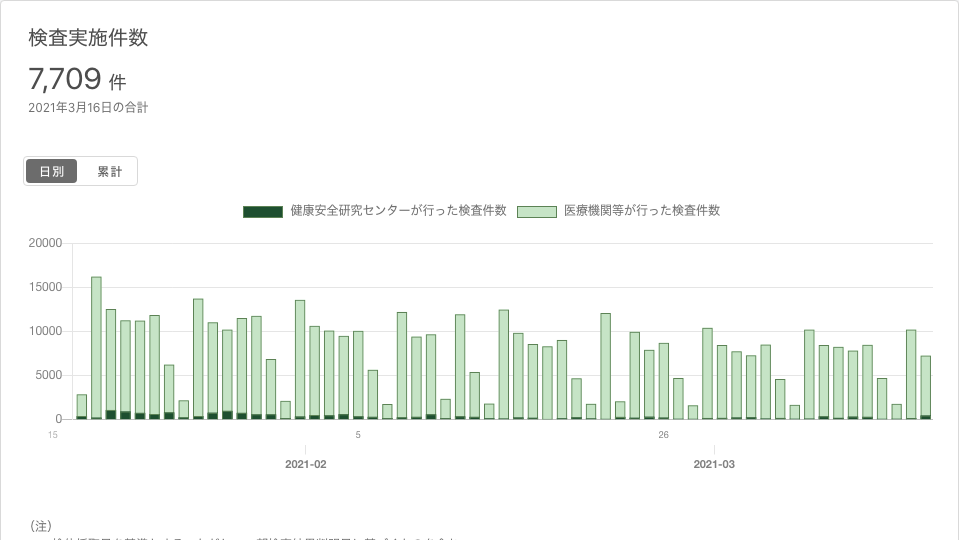 検査実施件数
7,709 件
2021年3月16日の合計
日別 累計
健康安全研究センターが行った検査件数 医療機関等が行った検査件数
20000
15000
10000
5000
0
15 5 26
2021-02 2021-03
（注）